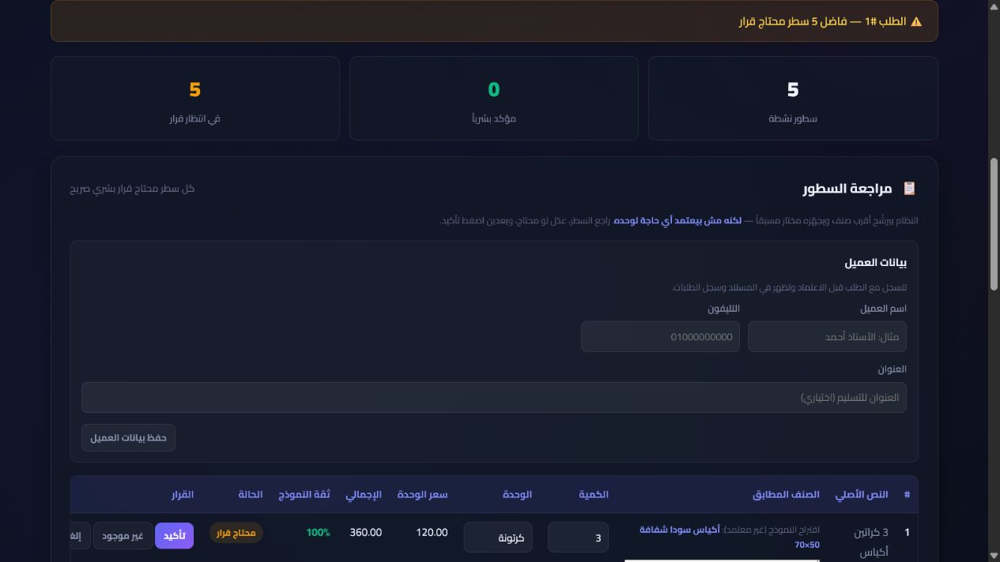 ⚠ الطلب #1 — فاضل 5 سطر محتاج قرار
5
سطور نشطة
0
مؤكد بشرياً
5
في انتظار قرار
مراجعة السطور
كل سطر محتاج قرار بشري صريح
النظام بيرشّح أقرب صنف ويجهّزه مختار مسبقاً — لكنه مش بيعتمد أي حاجة لوحده. راجع السطر، عدّل لو محتاج، وبعدين اضغط تأكيد.
بيانات العميل
تتسجل مع الطلب قبل الاعتماد وتظهر في المستند وسجل الطلبات.
اسم العميل
التليفون
مثال: الأستاذ أحمد
01000000000
العنوان
العنوان للتسليم (اختياري)
حفظ بيانات العميل
# النص الأصلي الصنف المطابق الكمية الوحدة سعر الوحدة الإجمالي ثقة النموذج الحالة القرار
1
3 كراتين
أكياس
اقتراح النموذج (غير معتمد): أكياس سودا شفافة
70×50
3
كرتونة
120.00
360.00
100%
محتاج قرار
تأكيد
غير موجود
إلغ